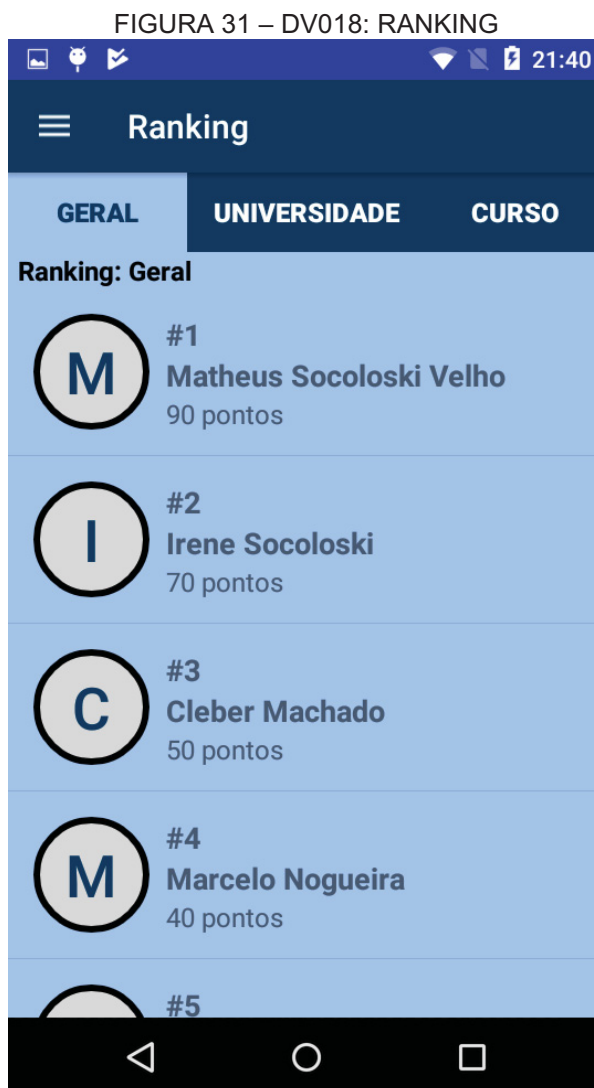 FIGURA 31 – DV018: RANKING
21:40
Ranking
GERAL UNIVERSIDADE CURSO
Ranking: Geral
#1
M
Matheus Socoloski Velho
90 pontos
#2
I
Irene Socoloski
70 pontos
#3
C
Cleber Machado
50 pontos
#4
M
Marcelo Nogueira
40 pontos
#5